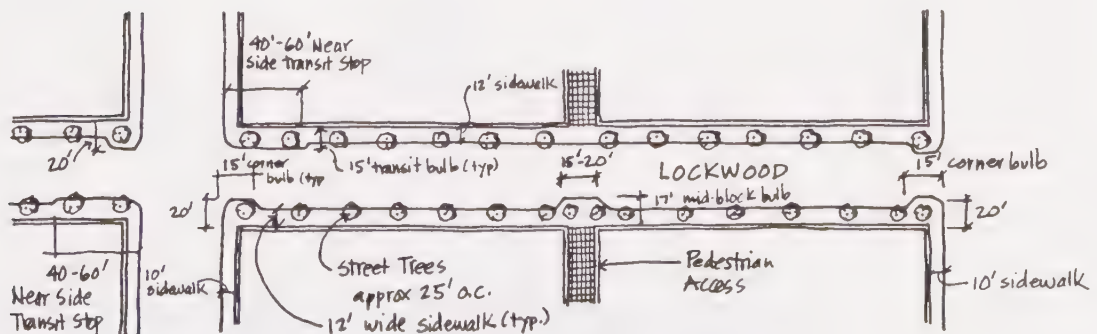 40'-60' Near
Side Transit Stop
12' sidewalk
20'
15' corner
bulb (typ
15' transit bulb (typ)
15'-20'
LOCKWOOD
15' corner bulb
17' mid-block bulb
20'
20'
40-60'
Near Side
Transit Stop
10'
Sidewalk
Street Trees
approx 25' o.c.
12' wide sidewalk (typ.)
Pedestrian
Access
10' sidewalk